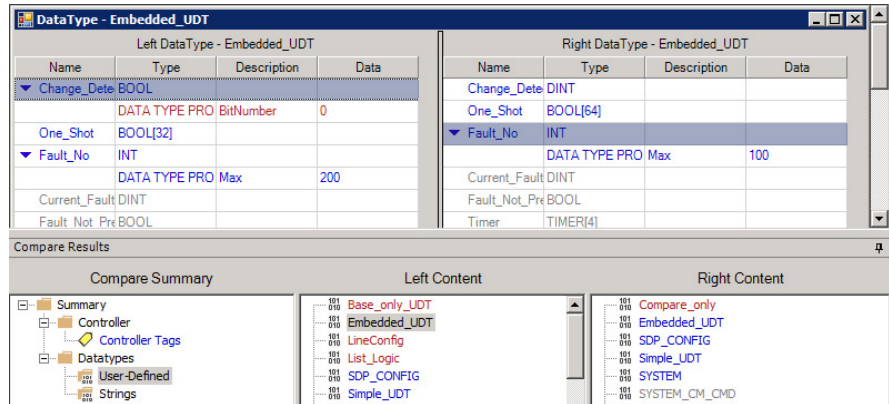 DataType - Embedded_UDT
Left DataType - Embedded_UDT
Name Type Description Data
Change_Dete BOOL
DATA TYPE PRO BitNumber 0
One_Shot BOOL[32]
Fault_No INT
DATA TYPE PRO Max 200
Current_Fault DINT
Fault_Not_Pre BOOL
Right DataType - Embedded_UDT
Name Type Description Data
Change_Dete DINT
One_Shot BOOL[64]
Fault_No INT
DATA TYPE PRO Max 100
Current_Fault DINT
Fault_Not_Pre BOOL
Timer TIMER[4]
Compare Results
Compare Summary
Summary
Controller
Controller Tags
Datatypes
User-Defined
Strings
Left Content
Base_only_UDT
Embedded_UDT
LineConfig
List_Logic
SDP_CONFIG
Simple_UDT
Right Content
Compare_only
Embedded_UDT
SDP_CONFIG
Simple_UDT
SYSTEM
SYSTEM_CM_CMD